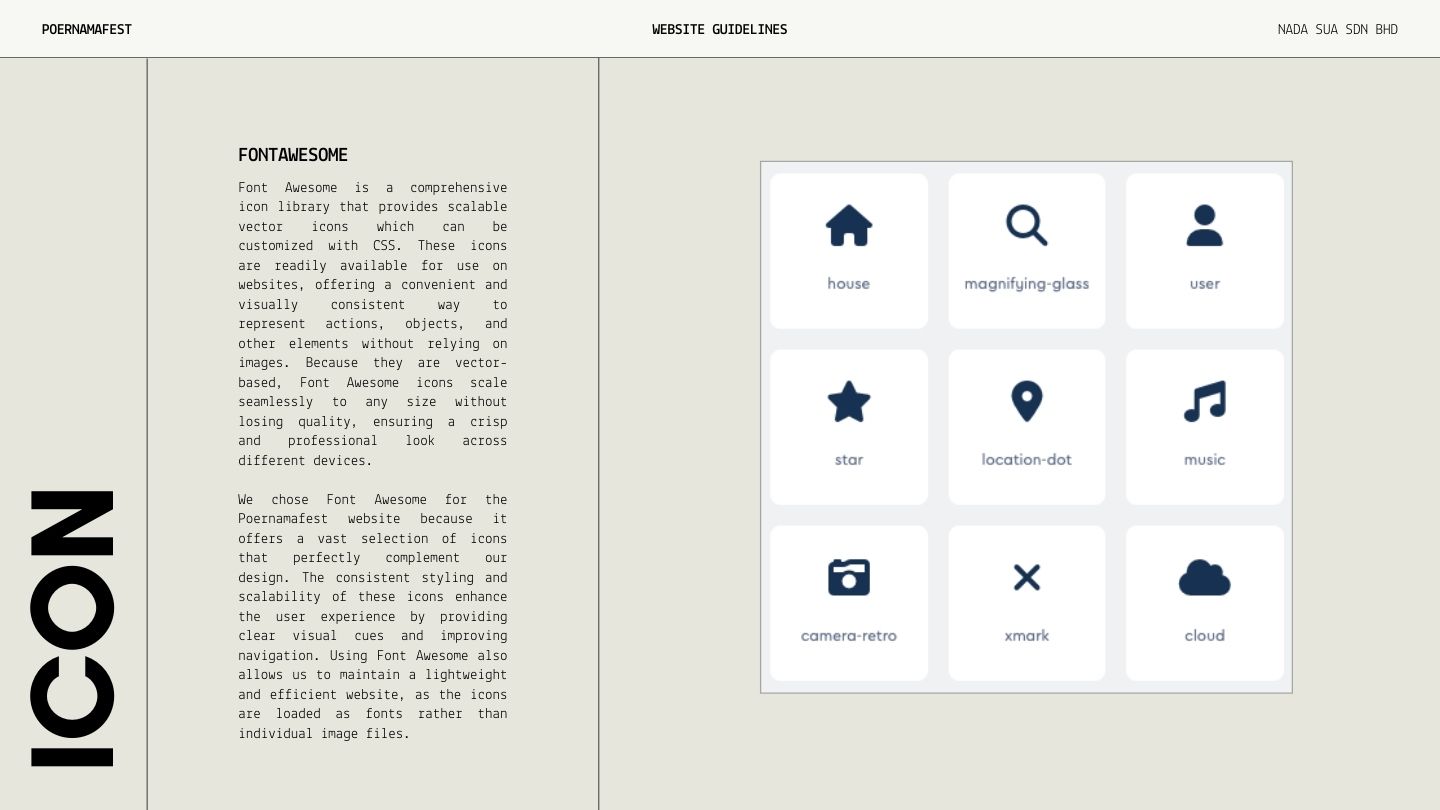 POERNAMAFEST
WEBSITE GUIDELINES
NADA SUA SDN BHD
ICON
FONTAWESOME
Font Awesome is a comprehensive
icon library that provides scalable
vector icons which can be
customized with CSS. These icons
are readily available for use on
websites, offering a convenient and
visually consistent way to
represent actions, objects, and
other elements without relying on
images. Because they are vector-
based, Font Awesome icons scale
seamlessly to any size without
losing quality, ensuring a crisp
and professional look across
different devices.
We chose Font Awesome for the
Poernamafest website because it
offers a vast selection of icons
that perfectly complement our
design. The consistent styling and
scalability of these icons enhance
the user experience by providing
clear visual cues and improving
navigation. Using Font Awesome also
allows us to maintain a lightweight
and efficient website, as the icons
are loaded as fonts rather than
individual image files.
house
magnifying-glass
user
star
location-dot
music
camera-retro
xmark
cloud